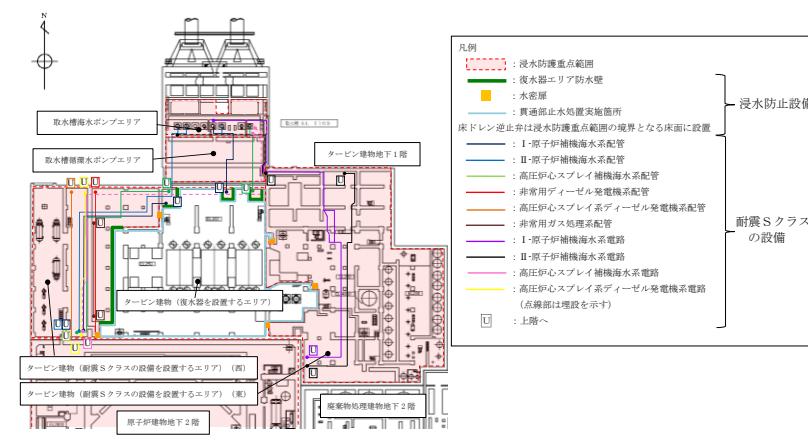 N
取水槽海水ポンプエリア
取水槽循環水ポンプエリア
タービン建物地下１階
タービン建物（復水器を設置するエリア）
タービン建物（耐震Ｓクラスの設備を設置するエリア）（西）
タービン建物（耐震Ｓクラスの設備を設置するエリア）（東）
原子炉建物地下２階
廃棄物処理建物地下２階
凡例
：浸水防護重点範囲
：復水器エリア防水壁
：水密扉
：貫通部止水処置実施箇所
床ドレン逆止弁は浸水防護重点範囲の境界となる床面に設置
：Ⅰ-原子炉補機海水系配管
：Ⅱ-原子炉補機海水系配管
：高圧炉心スプレイ補機海水系配管
：非常用ディーゼル発電機系配管
：高圧炉心スプレイ系ディーゼル発電機系配管
：非常用ガス処理系配管
：Ⅰ-原子炉補機海水系電路
：Ⅱ-原子炉補機海水系電路
：高圧炉心スプレイ補機海水系電路
：高圧炉心スプレイ系ディーゼル発電機系電路
（点線部は埋設を示す）
U ：上階へ
浸水防止設備
耐震Ｓクラス
の設備